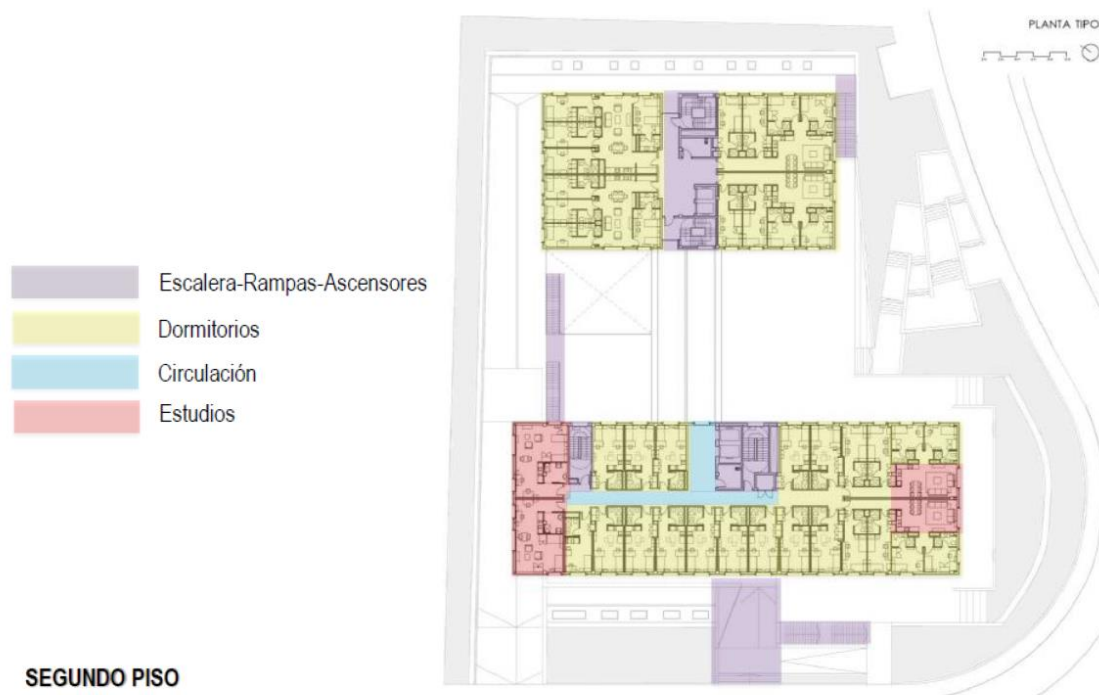 PLANTA TIPO
Escalera-Rampas-Ascensores
Dormitorios
Circulación
Estudios
SEGUNDO PISO